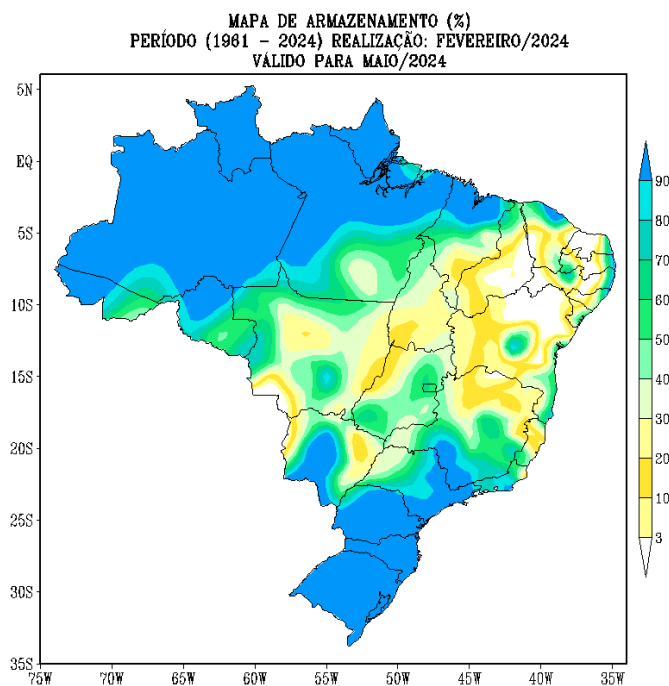 MAPA DE ARMAZENAMENTO (%)
PERÍODO (1961 - 2024) REALIZAÇÃO: FEVEREIRO/2024
VÁLIDO PARA MAIO/2024
5N
EQ
5S
10S
15S
20S
25S
30S
35S
75W 70W 65W 60W 55W 50W 45W 40W 35W
90
80
70
60
50
40
30
20
10
3